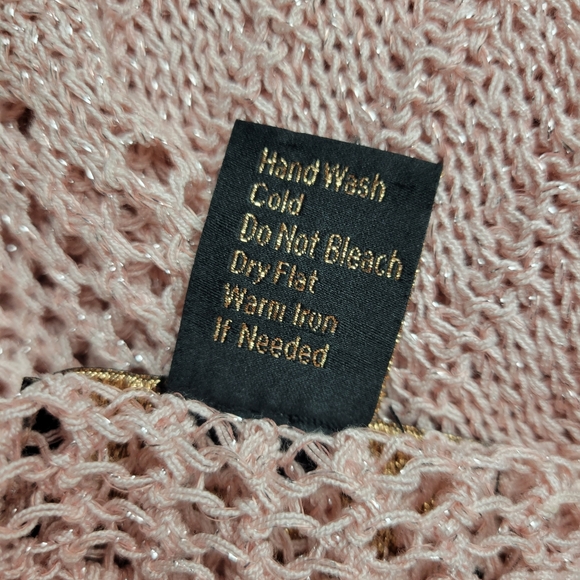 Hand Wash
Cold
Do Not Bleach
Dry Flat
Warm Iron
If Needed